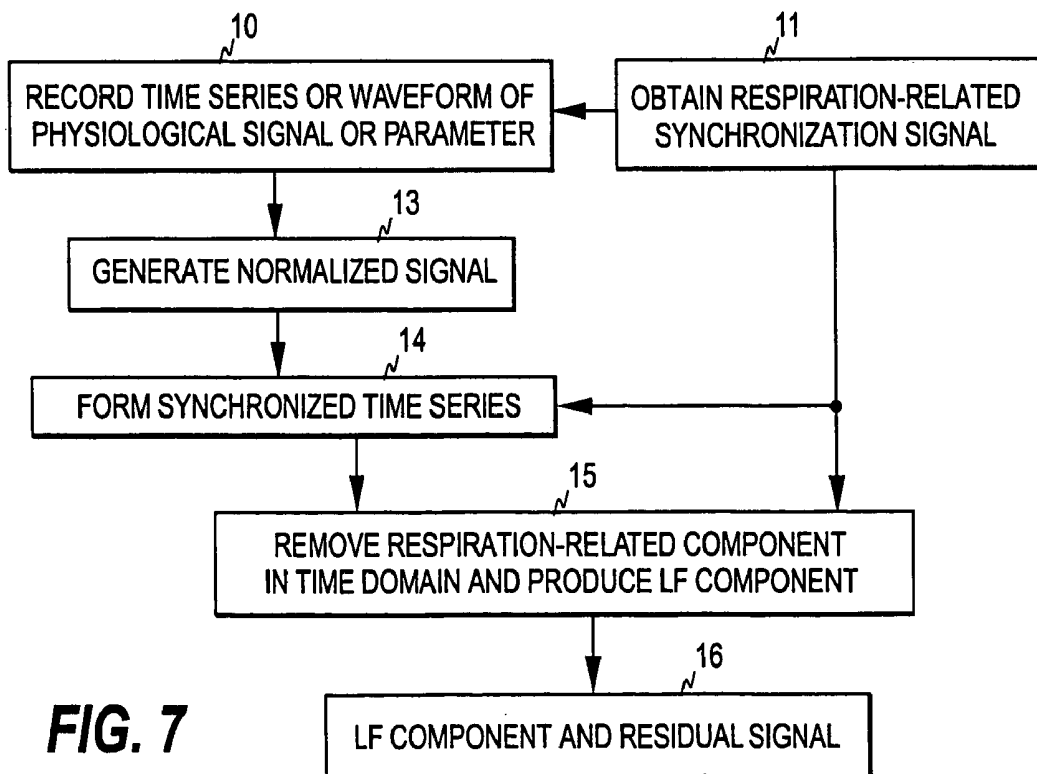 10
RECORD TIME SERIES OR WAVEFORM OF
PHYSIOLOGICAL SIGNAL OR PARAMETER
11
OBTAIN RESPIRATION-RELATED
SYNCHRONIZATION SIGNAL
13
GENERATE NORMALIZED SIGNAL
14
FORM SYNCHRONIZED TIME SERIES
15
REMOVE RESPIRATION-RELATED COMPONENT
IN TIME DOMAIN AND PRODUCE LF COMPONENT
16
LF COMPONENT AND RESIDUAL SIGNAL
FIG. 7